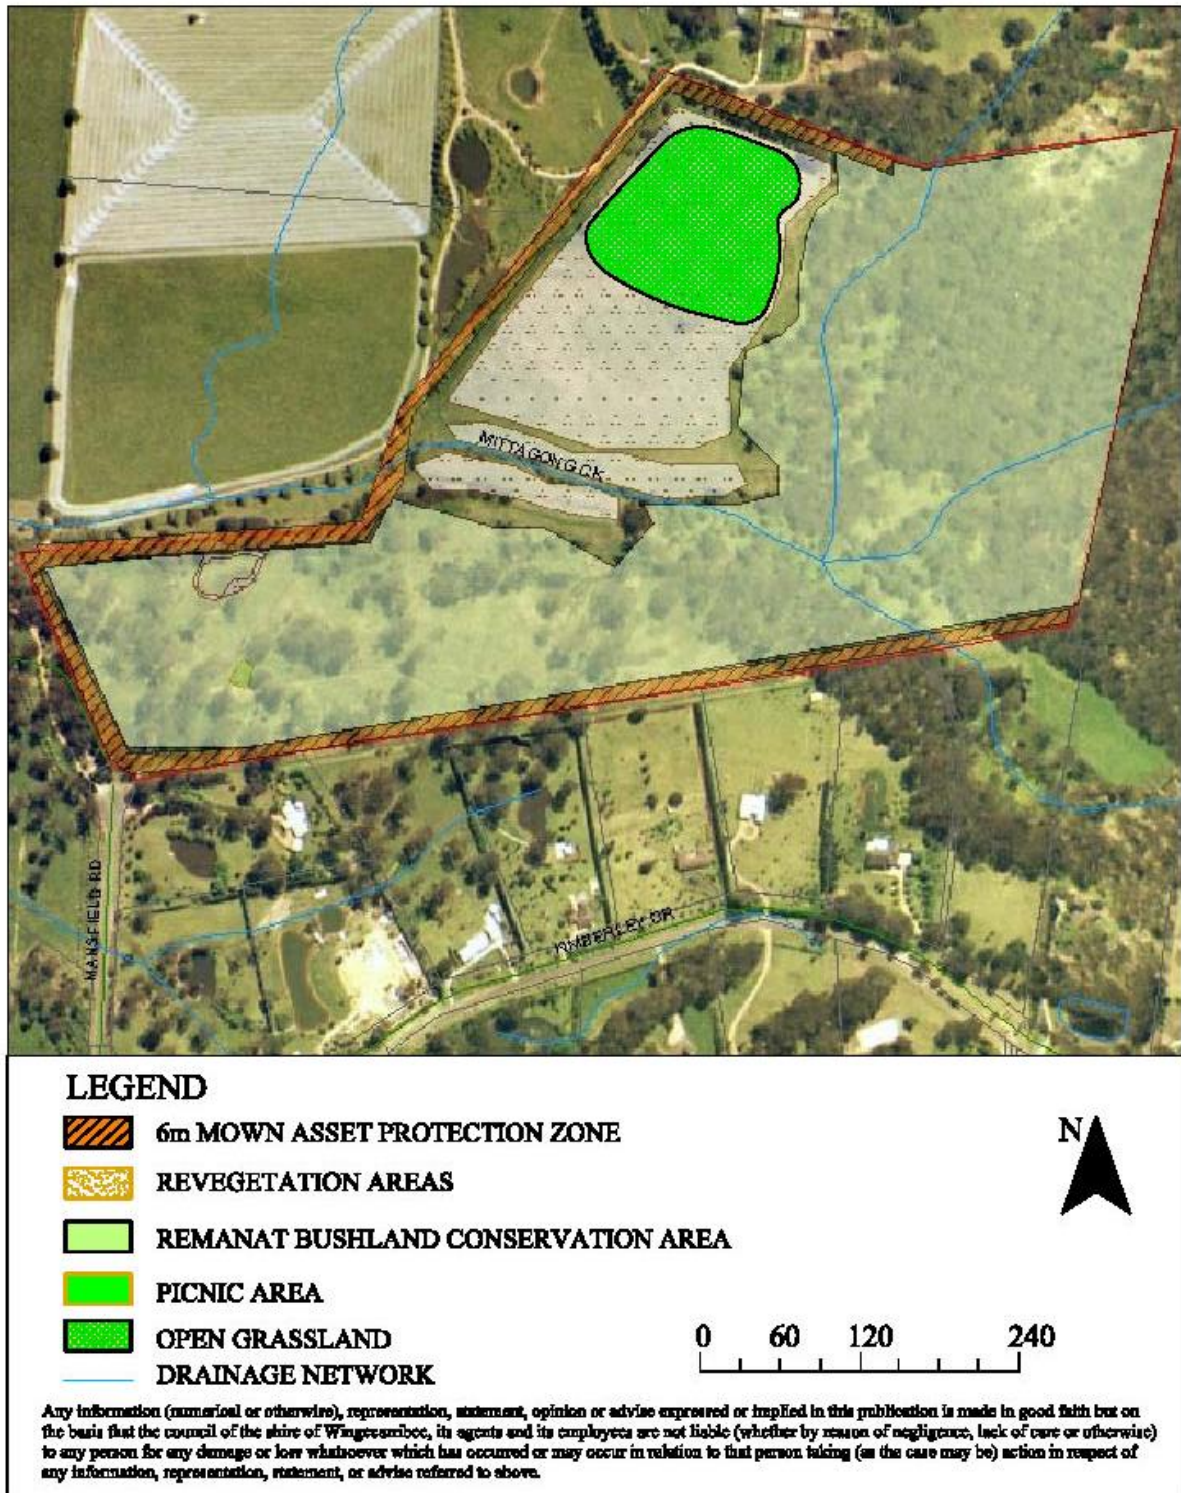 MITTAGONG CK
MANSFIELD RD
KIMBERLEY DR
LEGEND
6m MOWN ASSET PROTECTION ZONE
REVEGETATION AREAS
REMANAT BUSHLAND CONSERVATION AREA
PICNIC AREA
OPEN GRASSLAND
DRAINAGE NETWORK
N
0 60 120 240
Any information (numerical or otherwise), representation, statement, opinion or advise expressed or implied in this publication is made in good faith but on
the basis that the council of the shire of Wingecarribee, its agents and its employees are not liable (whether by reason of negligence, lack of care or otherwise)
to any person for any damage or loss whatsoever which has occurred or may occur in relation to that person taking (as the case may be) action in respect of
any information, representation, statement, or advise referred to above.